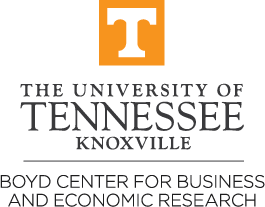 T
THE UNIVERSITY OF
TENNESSEE
KNOXVILLE
BOYD CENTER FOR BUSINESS
AND ECONOMIC RESEARCH